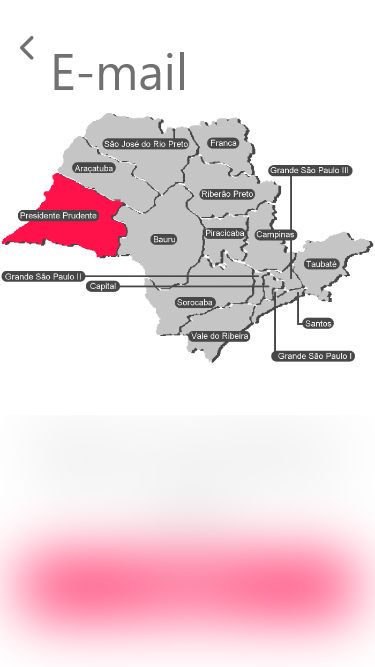 E-mail
São José do Rio Preto
Franca
Araçatuba
Grande São Paulo III
Riberão Preto
Presidente Prudente
Bauru
Piracicaba
Campinas
Taubaté
Grande São Paulo II
Capital
Sorocaba
Santos
Vale do Ribeira
Grande São Paulo I